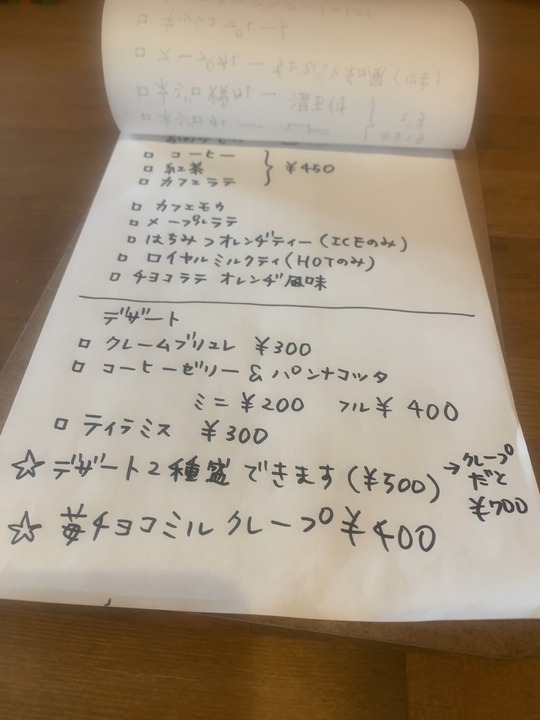 □ コーヒー
□ 紅茶
□ カフェラテ
} ¥450
□ カフェモカ
□ メープルラテ
□ はちみつオレンヂティー(ICEのみ)
□ ロイヤルミルクティ(HOTのみ)
□ チョコラテ オレンヂ風味
デザート
□ クレームブリュレ ¥300
□ コーヒーゼリー & パンナコッタ
ミニ ¥200 フル¥ 400
□ ティラミス ¥300
☆ デザート2種盛できます(¥500)
→クレープ
だと
¥700
☆ 苺チョコミルクレープ ¥400